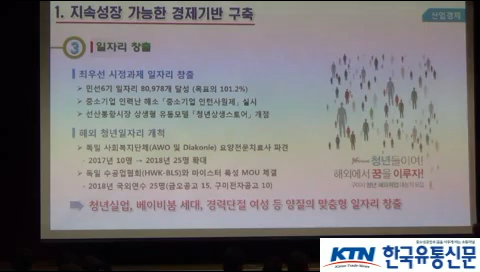 1. 지속성장 가능한 경제기반 구축
산업경제
3 일자리 창출
최우선 시정과제 일자리 창출
민선6기 일자리 80,978개 달성 (목표의 101.2%)
중소기업 인력난 해소 「중소기업 인턴사원제」 실시
선산봉황시장 상생형 유통모델 「청년상생스토어」 개점
해외 청년일자리 개척
독일 사회복지단체(AWO 및 Diakonie) 요양전문치료사 파견
- 2017년 10명 → 2018년 25명 확대
독일 수공업협회(HWK-BLS)와 마이스터 육성 MOU 체결
- 2018년 국외연수 25명(금오공고 15, 구미전자공고 10)
청년들이여!
해외에서 꿈을 이루자!
청년실업, 베이비붐 세대, 경력단절 여성 등 양질의 맞춤형 일자리 창출
KTN 한국유통신문